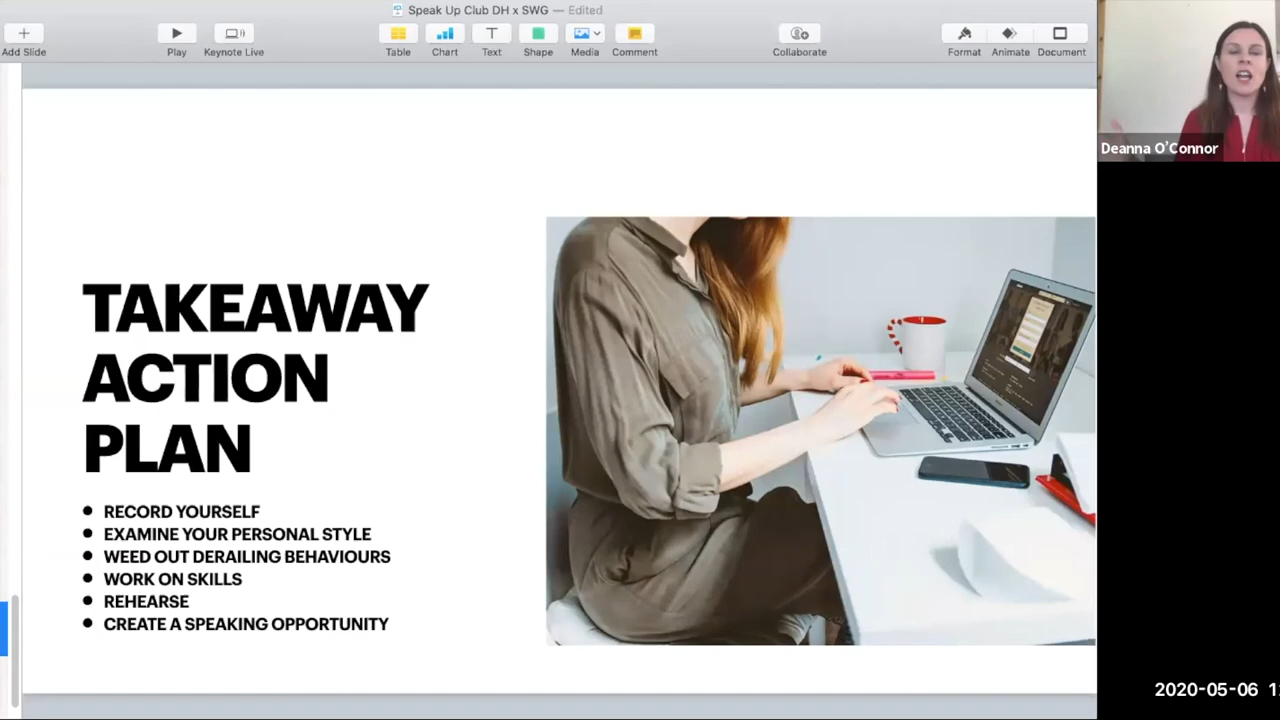 Speak Up Club DH x SWG — Edited
Add Slide
Play
Keynote Live
Table
Chart
Text
Shape
Media
Comment
Collaborate
Format
Animate
Document
Deanna O'Connor
TAKEAWAY
ACTION
PLAN
• RECORD YOURSELF
• EXAMINE YOUR PERSONAL STYLE
• WEED OUT DERAILING BEHAVIOURS
• WORK ON SKILLS
• REHEARSE
• CREATE A SPEAKING OPPORTUNITY
2020-05-06